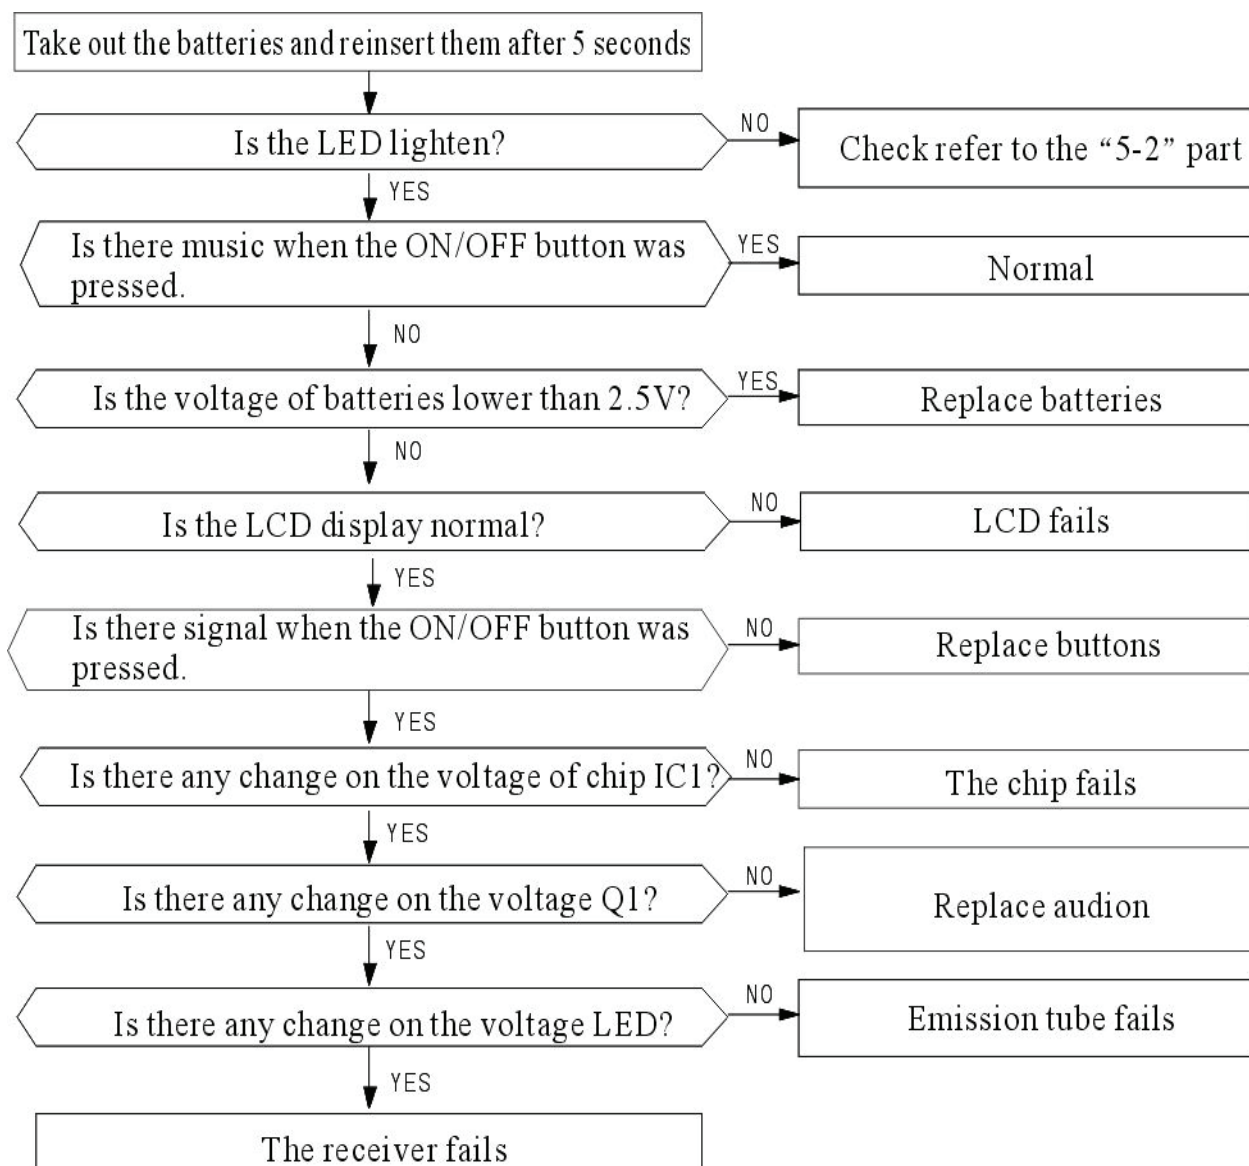 Take out the batteries and reinsert them after 5 seconds
Is the LED lighten?
NO
Check refer to the “5-2” part
YES
Is there music when the ON/OFF button was
pressed.
YES
Normal
NO
Is the voltage of batteries lower than 2.5V?
YES
Replace batteries
NO
Is the LCD display normal?
NO
LCD fails
YES
Is there signal when the ON/OFF button was
pressed.
NO
Replace buttons
YES
Is there any change on the voltage of chip IC1?
NO
The chip fails
YES
Is there any change on the voltage Q1?
NO
Replace audion
YES
Is there any change on the voltage LED?
NO
Emission tube fails
YES
The receiver fails